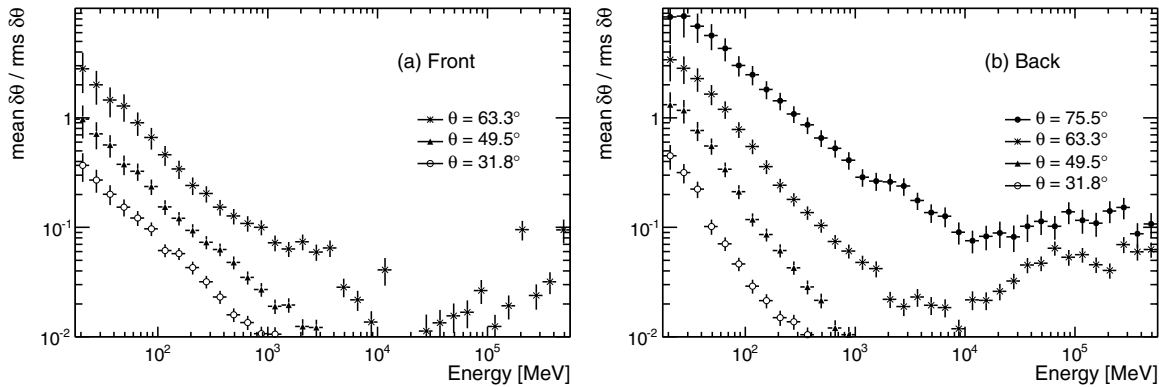 mean δθ / rms δθ
(a) Front
θ = 63.3°
θ = 49.5°
θ = 31.8°
1
10⁻¹
10⁻²
10² 10³ 10⁴ 10⁵
Energy [MeV]
mean δθ / rms δθ
(b) Back
θ = 75.5°
θ = 63.3°
θ = 49.5°
θ = 31.8°
1
10⁻¹
10⁻²
10² 10³ 10⁴ 10⁵
Energy [MeV]